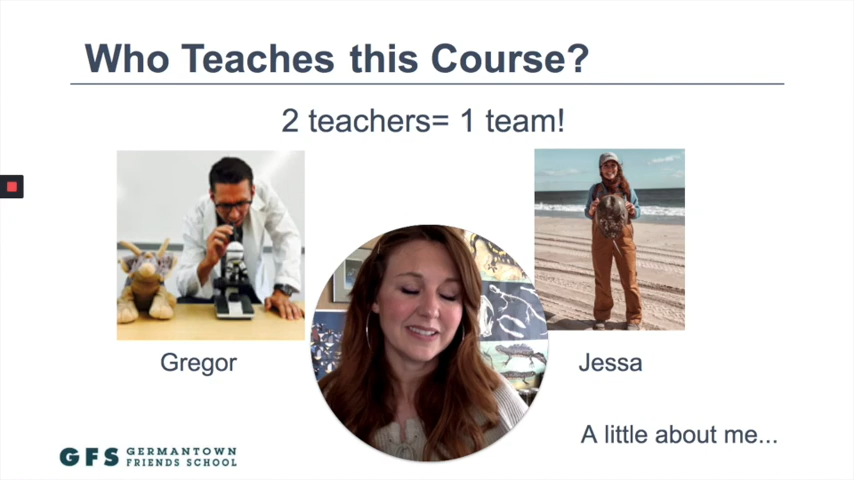 Who Teaches this Course?
2 teachers= 1 team!
Gregor
Jessa
A little about me...
GFS GERMANTOWN
FRIENDS SCHOOL